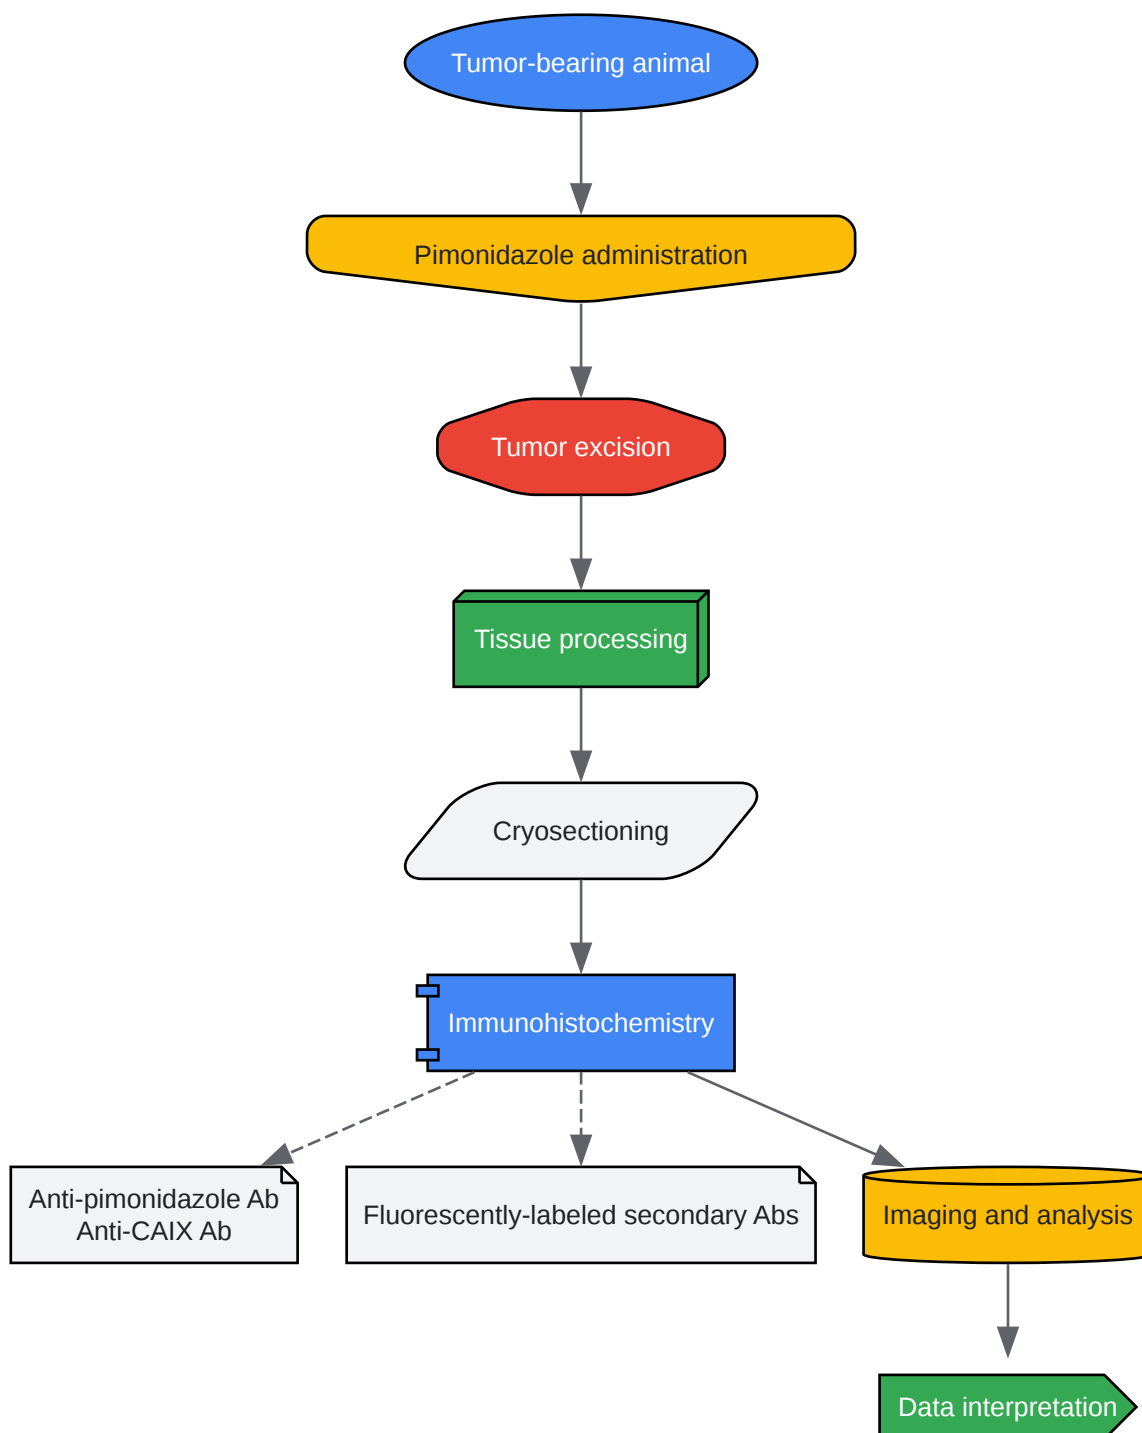 Tumor-bearing animal
Pimonidazole administration
Tumor excision
Tissue processing
Cryosectioning
Immunohistochemistry
Anti-pimonidazole Ab
Anti-CAIX Ab
Fluorescently-labeled secondary Abs
Imaging and analysis
Data interpretation